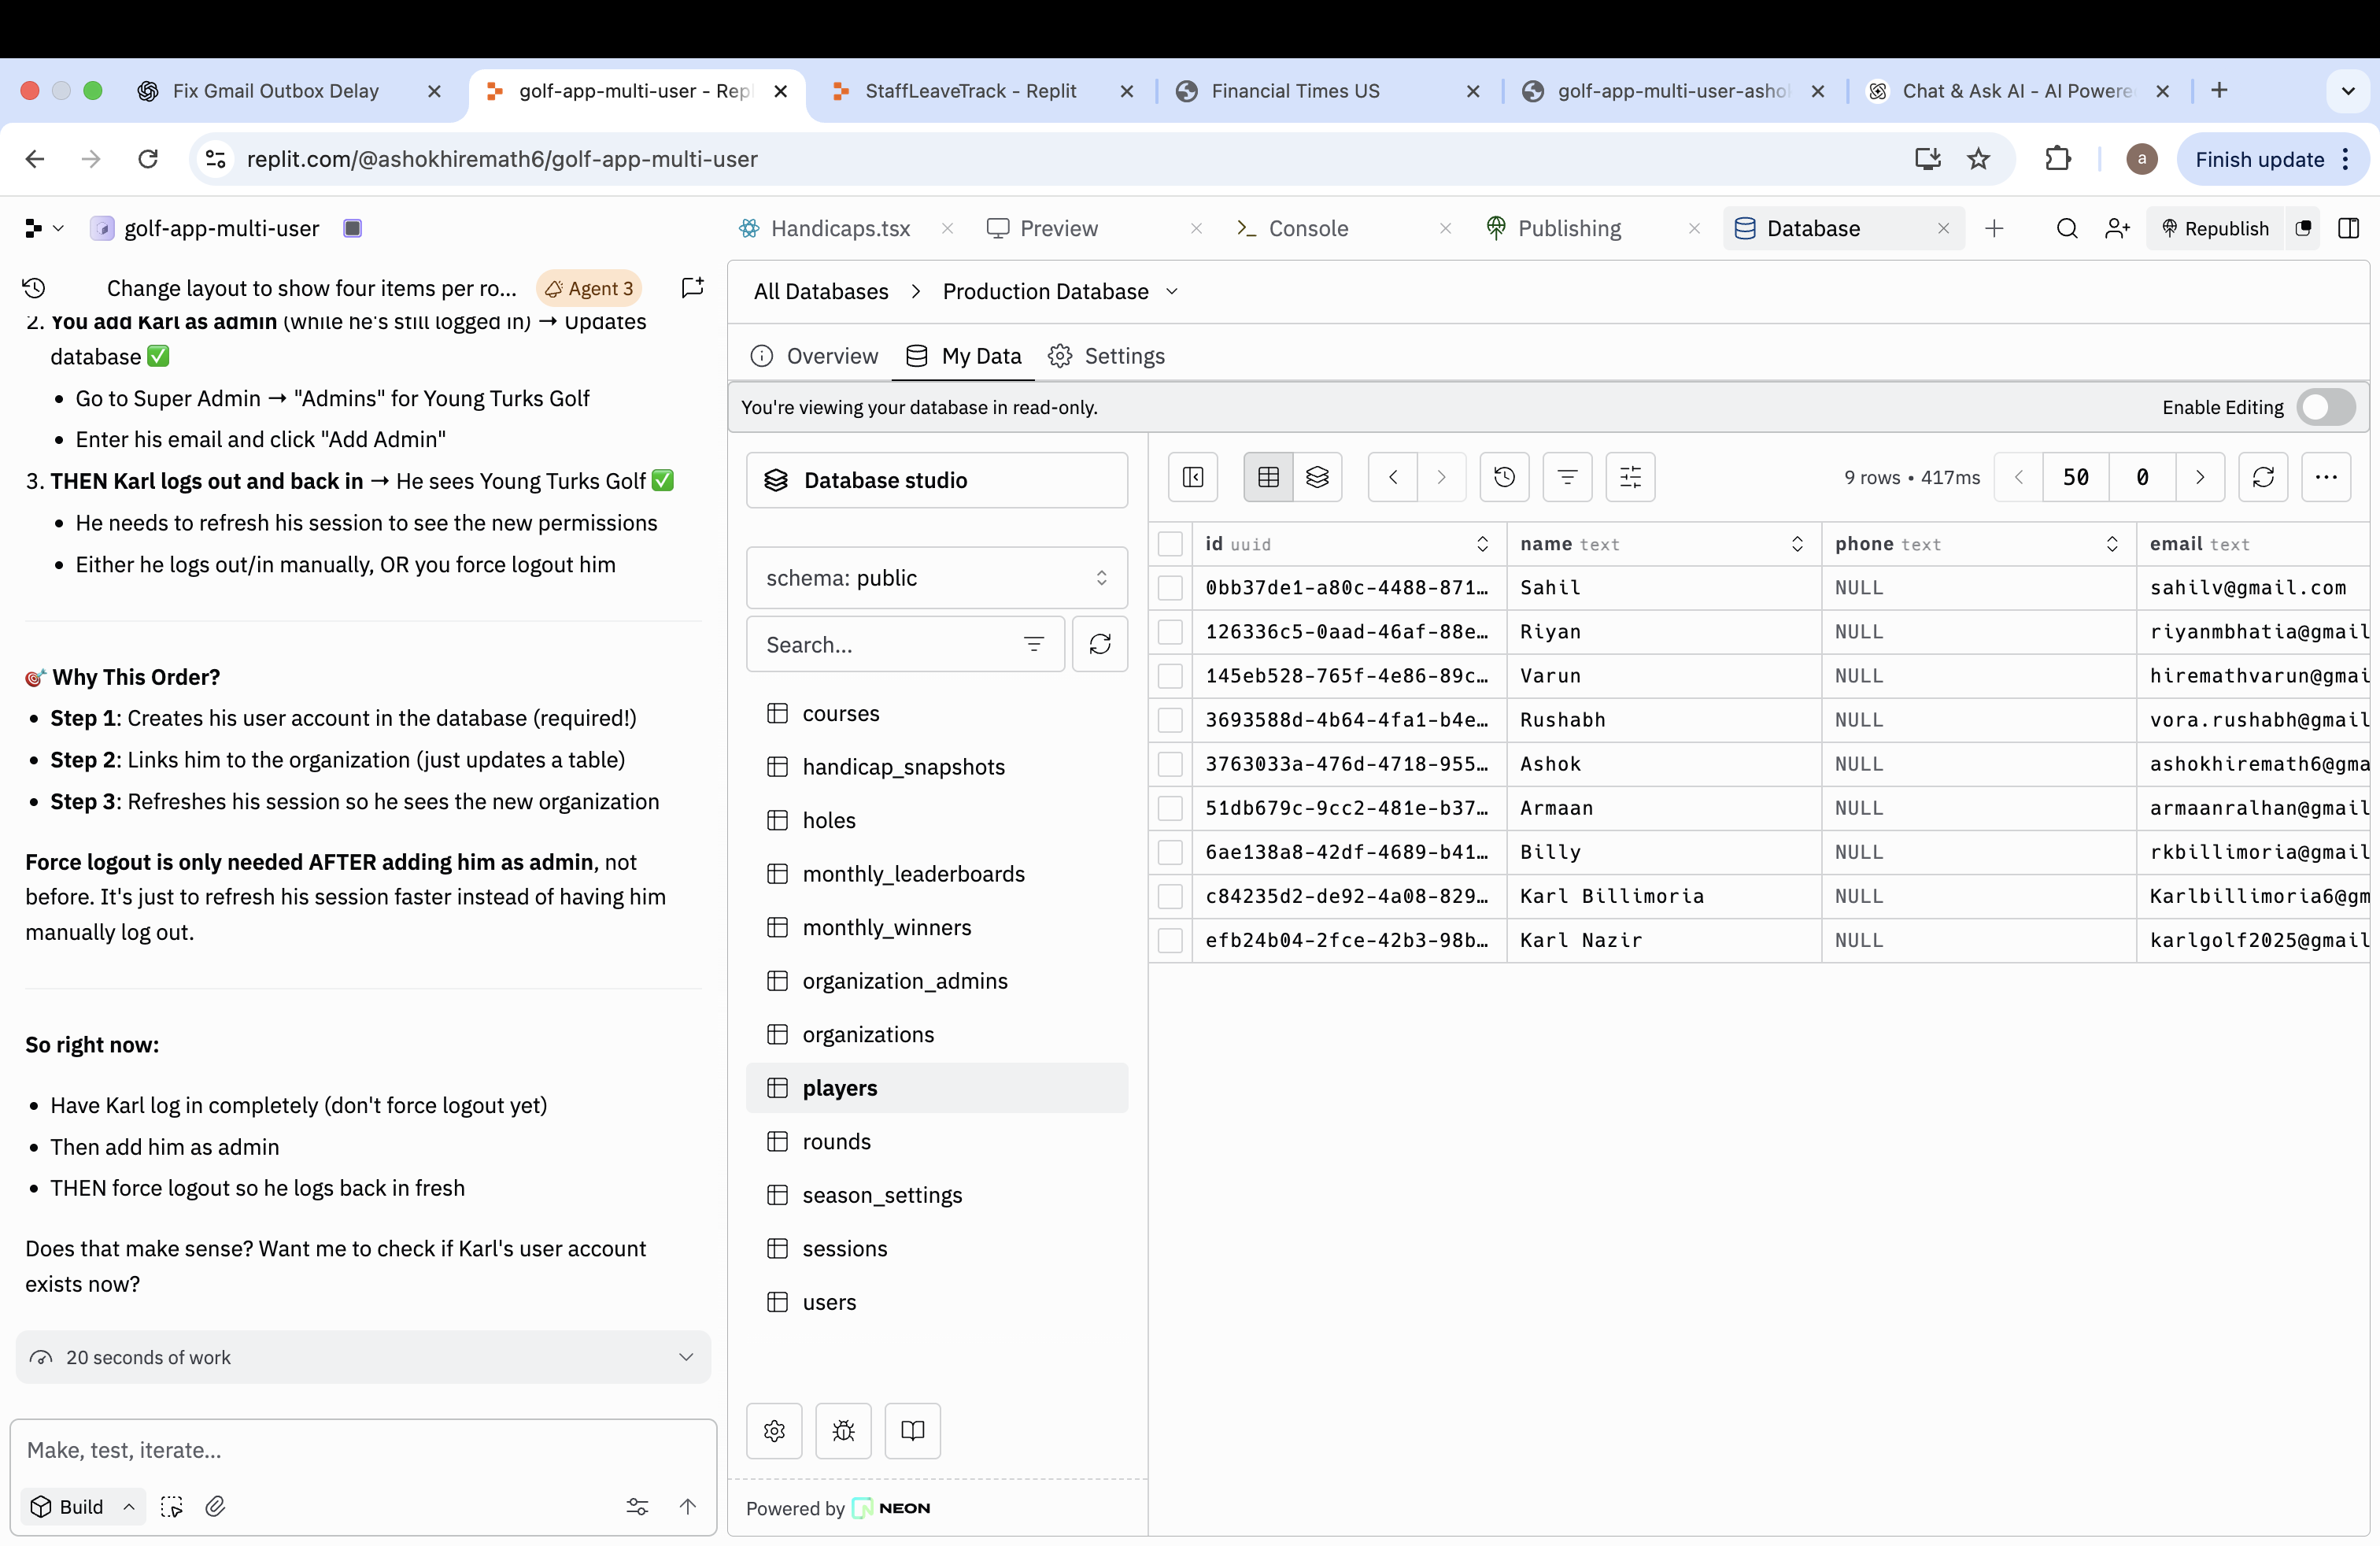 Fix Gmail Outbox Delay
golf-app-multi-user - Repl
StaffLeaveTrack - Replit
Financial Times US
golf-app-multi-user-ashol
Chat & Ask AI - AI Powere
replit.com/@ashokhiremath6/golf-app-multi-user
a
Finish update
golf-app-multi-user
Handicaps.tsx
Preview
Console
Publishing
Database
Republish
Change layout to show four items per ro...
Agent 3
2. You add Karl as admin (while he's still logged in) → Updates
database ✅
• Go to Super Admin → "Admins" for Young Turks Golf
• Enter his email and click "Add Admin"
3. THEN Karl logs out and back in → He sees Young Turks Golf ✅
• He needs to refresh his session to see the new permissions
• Either he logs out/in manually, OR you force logout him
🎯 Why This Order?
• Step 1: Creates his user account in the database (required!)
• Step 2: Links him to the organization (just updates a table)
• Step 3: Refreshes his session so he sees the new organization
Force logout is only needed AFTER adding him as admin, not
before. It's just to refresh his session faster instead of having him
manually log out.
So right now:
• Have Karl log in completely (don't force logout yet)
• Then add him as admin
• THEN force logout so he logs back in fresh
Does that make sense? Want me to check if Karl's user account
exists now?
20 seconds of work
Make, test, iterate...
Build
All Databases > Production Database
Overview
My Data
Settings
You're viewing your database in read-only.
Enable Editing
Database studio
schema: public
Search...
courses
handicap_snapshots
holes
monthly_leaderboards
monthly_winners
organization_admins
organizations
players
rounds
season_settings
sessions
users
Powered by NEON
9 rows • 417ms
50
0
id uuid name text phone text email text
0bb37de1-a80c-4488-871… Sahil NULL sahilv@gmail.com
126336c5-0aad-46af-88e… Riyan NULL riyanmbhatia@gmail
145eb528-765f-4e86-89c… Varun NULL hiremathvarun@gmai
3693588d-4b64-4fa1-b4e… Rushabh NULL vora.rushabh@gmail
3763033a-476d-4718-955… Ashok NULL ashokhiremath6@gma
51db679c-9cc2-481e-b37… Armaan NULL armaanralhan@gmail
6ae138a8-42df-4689-b41… Billy NULL rkbillimoria@gmail
c84235d2-de92-4a08-829… Karl Billimoria NULL Karlbillimoria6@gm
efb24b04-2fce-42b3-98b… Karl Nazir NULL karlgolf2025@gmail